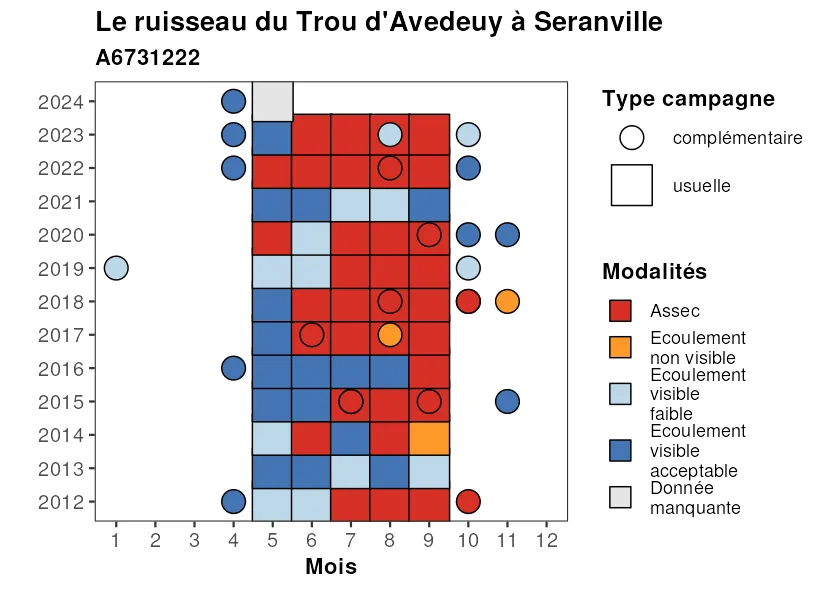 Le ruisseau du Trou d'Avedeuy à Seranville
A6731222
2024
2023
2022
2021
2020
2019
2018
2017
2016
2015
2014
2013
2012
1 2 3 4 5 6 7 8 9 10 11 12
Mois
Type campagne
complémentaire
usuelle
Modalités
Assec
Ecoulement
non visible
Ecoulement
visible
faible
Ecoulement
visible
acceptable
Donnée
manquante